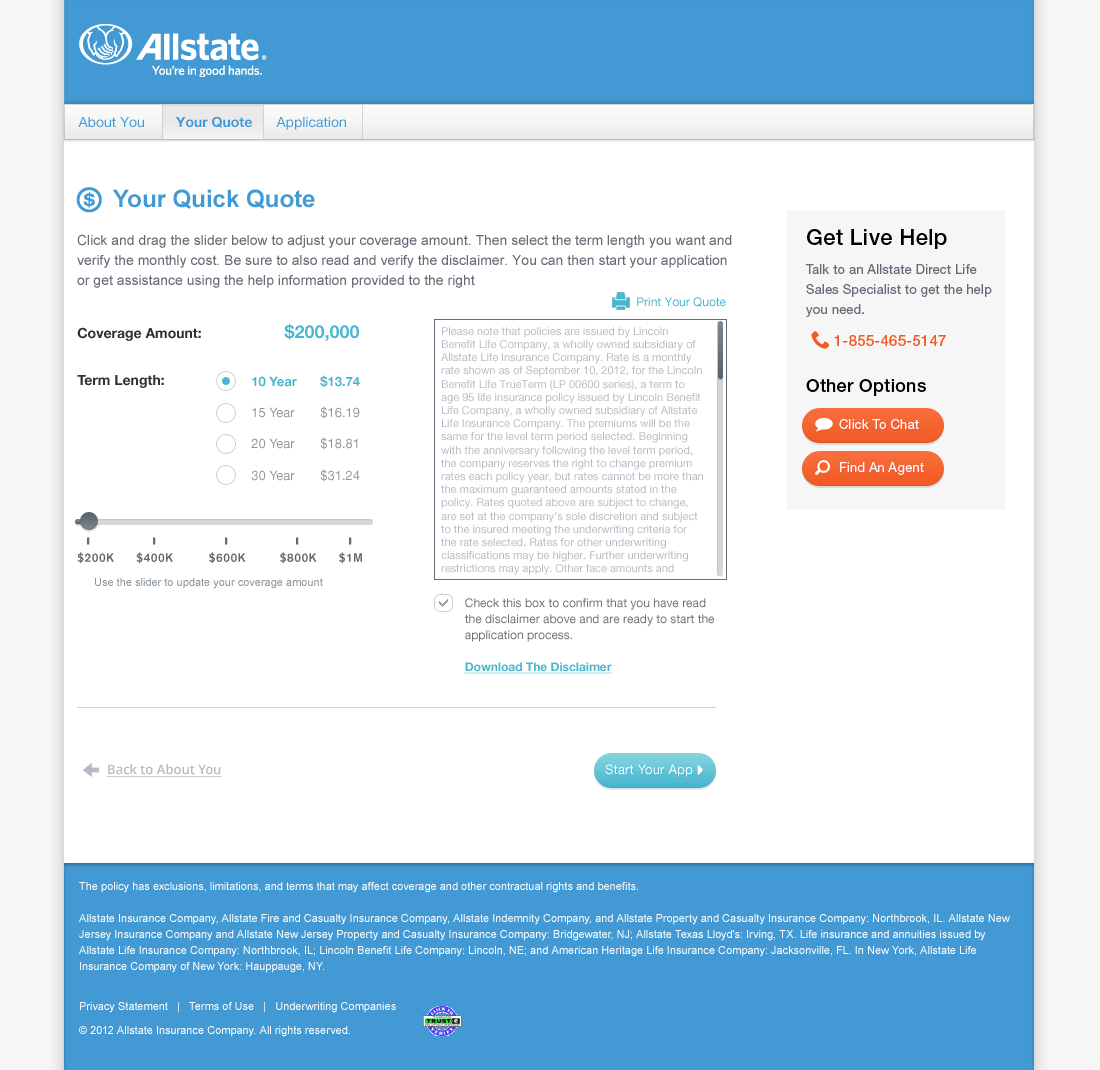 Allstate.
You're in good hands.
About You
Your Quote
Application
$ Your Quick Quote
Click and drag the slider below to adjust your coverage amount. Then select the term length you want and
verify the monthly cost. Be sure to also read and verify the disclaimer. You can then start your application
or get assistance using the help information provided to the right
Print Your Quote
Coverage Amount: $200,000
Term Length:
10 Year $13.74
15 Year $16.19
20 Year $18.81
30 Year $31.24
$200K $400K $600K $800K $1M
Use the slider to update your coverage amount
Please note that policies are issued by Lincoln
Benefit Life Company, a wholly owned subsidiary of
Allstate Life Insurance Company. Rate is a monthly
rate shown as of September 10, 2012, for the Lincoln
Benefit Life TrueTerm (LP 00600 series), a term to
age 95 life insurance policy issued by Lincoln Benefit
Life Company, a wholly owned subsidiary of Allstate
Life Insurance Company. The premiums will be the
same for the level term period selected. Beginning
with the anniversary following the level term period,
the company reserves the right to change premium
rates each policy year, but rates cannot be more than
the maximum guaranteed amounts stated in the
policy. Rates quoted above are subject to change,
are set at the company's sole discretion and subject
to the insured meeting the underwriting criteria for
the rate selected. Rates for other underwriting
classifications may be higher. Further underwriting
restrictions may apply. Other face amounts and
Check this box to confirm that you have read
the disclaimer above and are ready to start the
application process.
Download The Disclaimer
Back to About You
Start Your App
Get Live Help
Talk to an Allstate Direct Life
Sales Specialist to get the help
you need.
1-855-465-5147
Other Options
Click To Chat
Find An Agent
The policy has exclusions, limitations, and terms that may affect coverage and other contractual rights and benefits.
Allstate Insurance Company, Allstate Fire and Casualty Insurance Company, Allstate Indemnity Company, and Allstate Property and Casualty Insurance Company: Northbrook, IL. Allstate New
Jersey Insurance Company and Allstate New Jersey Property and Casualty Insurance Company: Bridgewater, NJ; Allstate Texas Lloyd's: Irving, TX. Life insurance and annuities issued by
Allstate Life Insurance Company: Northbrook, IL; Lincoln Benefit Life Company: Lincoln, NE; and American Heritage Life Insurance Company: Jacksonville, FL. In New York, Allstate Life
Insurance Company of New York: Hauppauge, NY.
Privacy Statement | Terms of Use | Underwriting Companies
© 2012 Allstate Insurance Company. All rights reserved.
TRUSTe